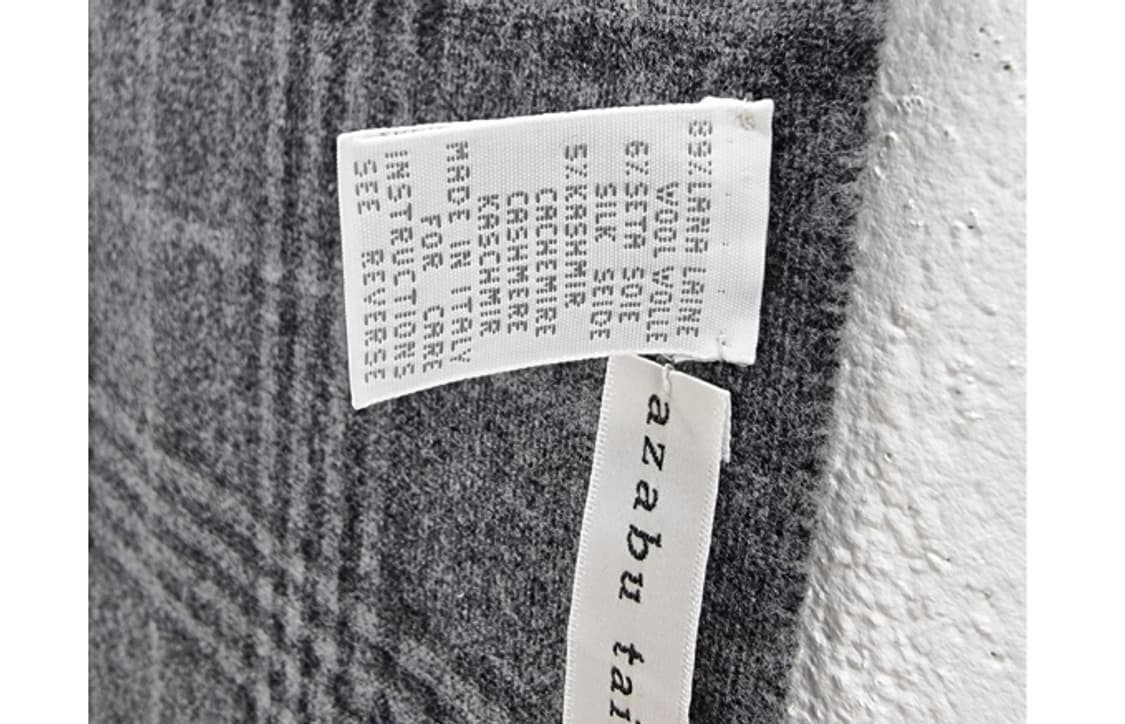 89%LANA LAINE
WOOL WOLLE
6%SETA SOIE
SILK SEIDE
5%KASHMIR
CACHEMIRE
CASHMERE
KASCHMIR
MADE IN ITALY
FOR CARE
INSTRUCTIONS
SEE REVERSE
azabu tai